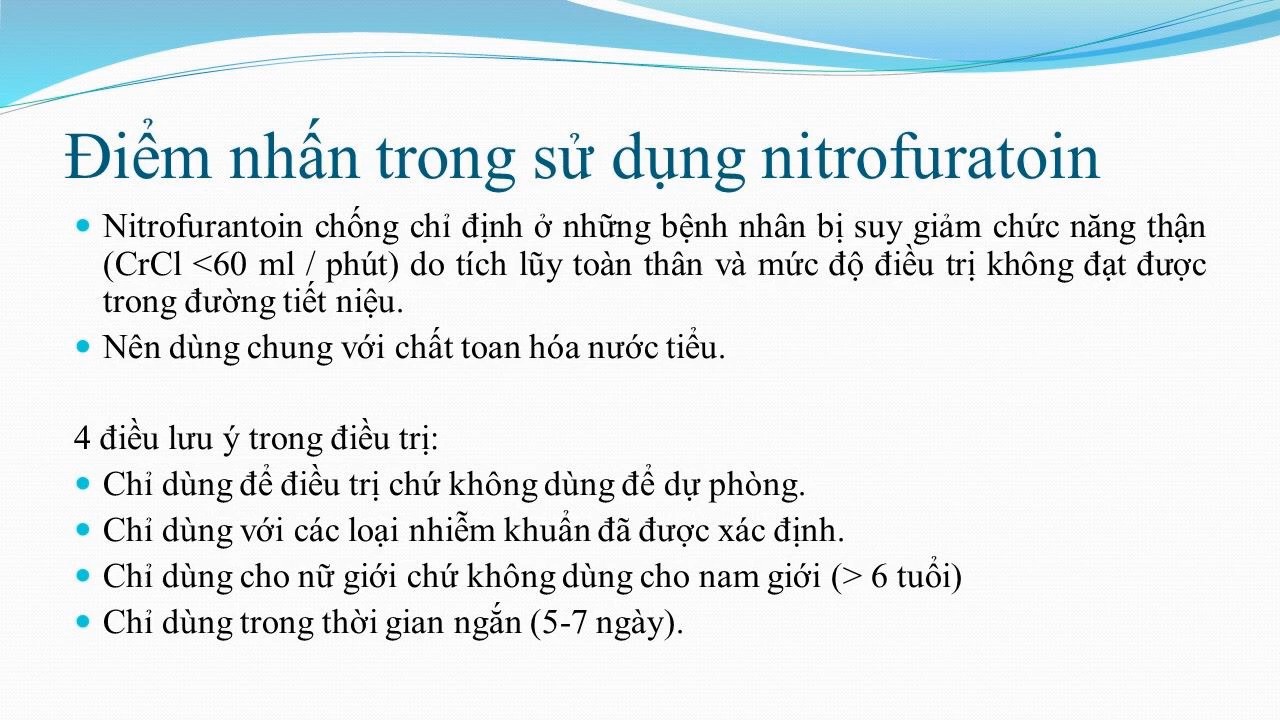 Điểm nhấn trong sử dụng nitrofuratoin
Nitrofurantoin chống chỉ định ở những bệnh nhân bị suy giảm chức năng thận
(CrCl <60 ml / phút) do tích lũy toàn thân và mức độ điều trị không đạt được
trong đường tiết niệu.
Nên dùng chung với chất toan hóa nước tiểu.
4 điều lưu ý trong điều trị:
Chỉ dùng để điều trị chứ không dùng để dự phòng.
Chỉ dùng với các loại nhiễm khuẩn đã được xác định.
Chỉ dùng cho nữ giới chứ không dùng cho nam giới (> 6 tuổi)
Chỉ dùng trong thời gian ngắn (5-7 ngày).